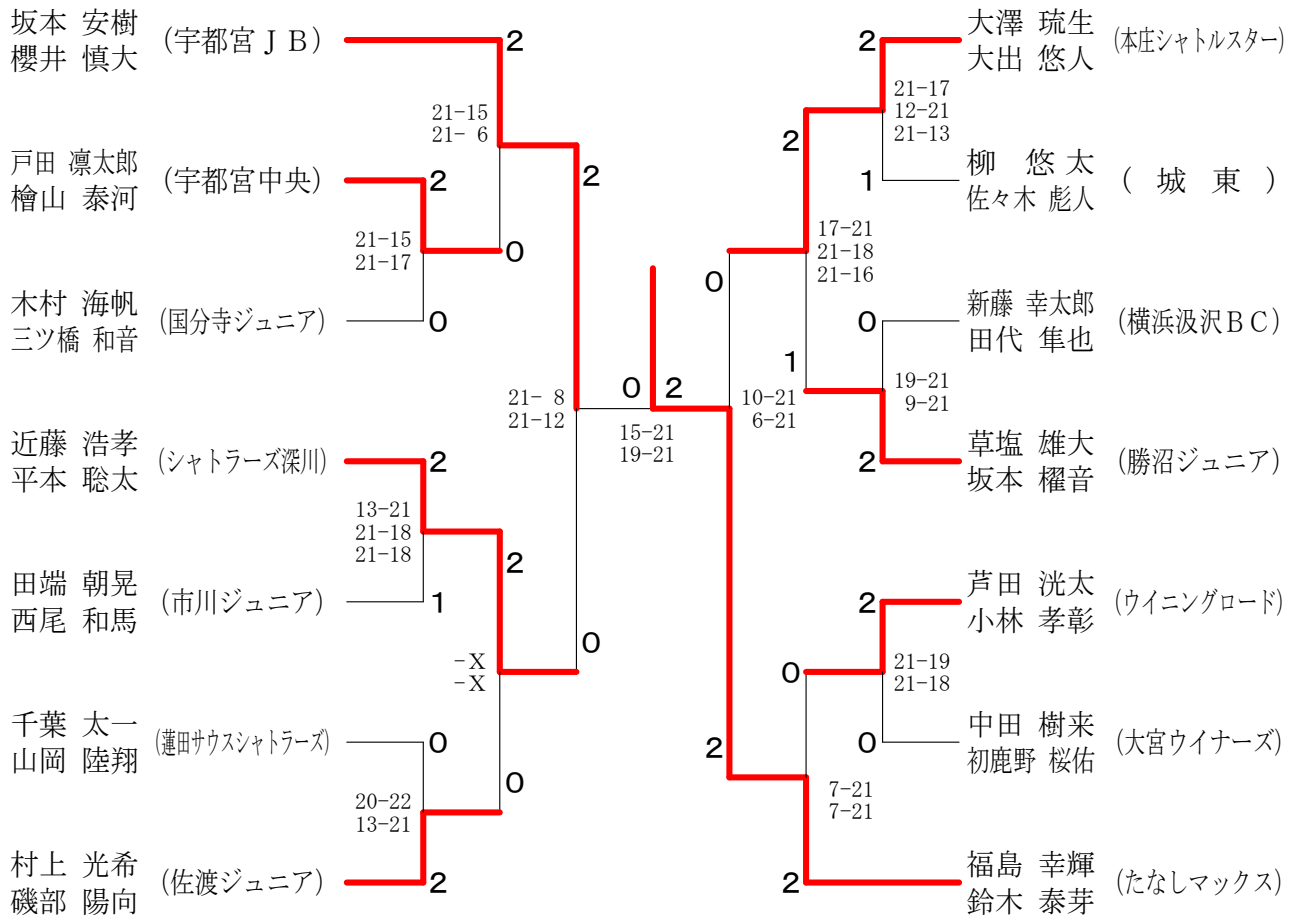 坂本 安樹
櫻井 慎大
(宇都宮ＪＢ)
2
21-15
21- 6
戸田 凛太郎
檜山 泰河
(宇都宮中央)
2
2
21-15
21-17
0
木村 海帆
三ツ橋 和音
(国分寺ジュニア)
0
21- 8
21-12
近藤 浩孝
平本 聡太
(シャトラーズ深川)
2
13-21
21-18
21-18
2
田端 朝晃
西尾 和馬
(市川ジュニア)
1
-X
-X
0
千葉 太一
山岡 陸翔
(蓮田サウスシャトラーズ)
0
0
20-22
13-21
村上 光希
磯部 陽向
(佐渡ジュニア)
2
0 2
15-21
19-21
2
大澤 琉生
大出 悠人
(本庄シャトルスター)
21-17
12-21
21-13
2
1
柳 悠太
佐々木 彪人
(城東)
17-21
21-18
21-16
0
0
新藤 幸太郎
田代 隼也
(横浜汲沢ＢＣ)
1
19-21
9-21
10-21
6-21
2
草塩 雄大
坂本 櫂音
(勝沼ジュニア)
2
芦田 洸太
小林 孝彰
(ウイニングロード)
0
21-19
21-18
2
0
中田 樹来
初鹿野 桜佑
(大宮ウイナーズ)
7-21
7-21
2
福島 幸輝
鈴木 泰芽
(たなしマックス)